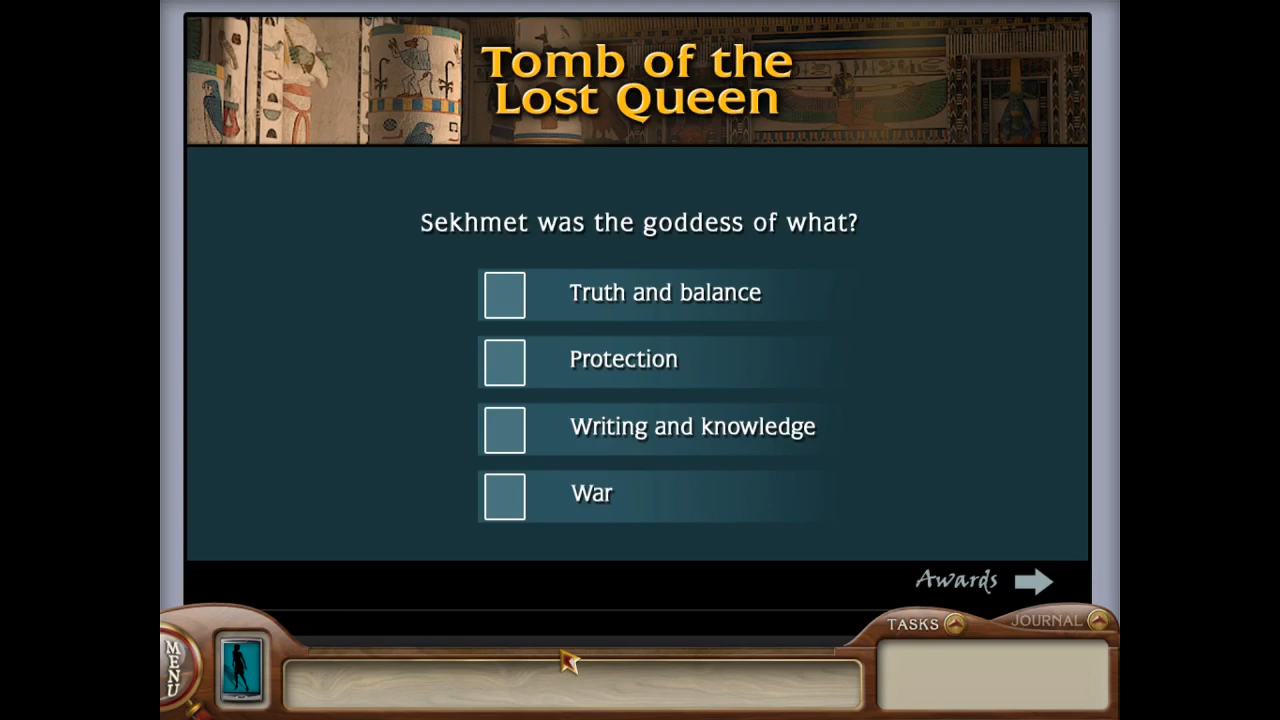 Tomb of the
Lost Queen
Sekhmet was the goddess of what?
Truth and balance
Protection
Writing and knowledge
War
Awards
TASKS
JOURNAL
MENU